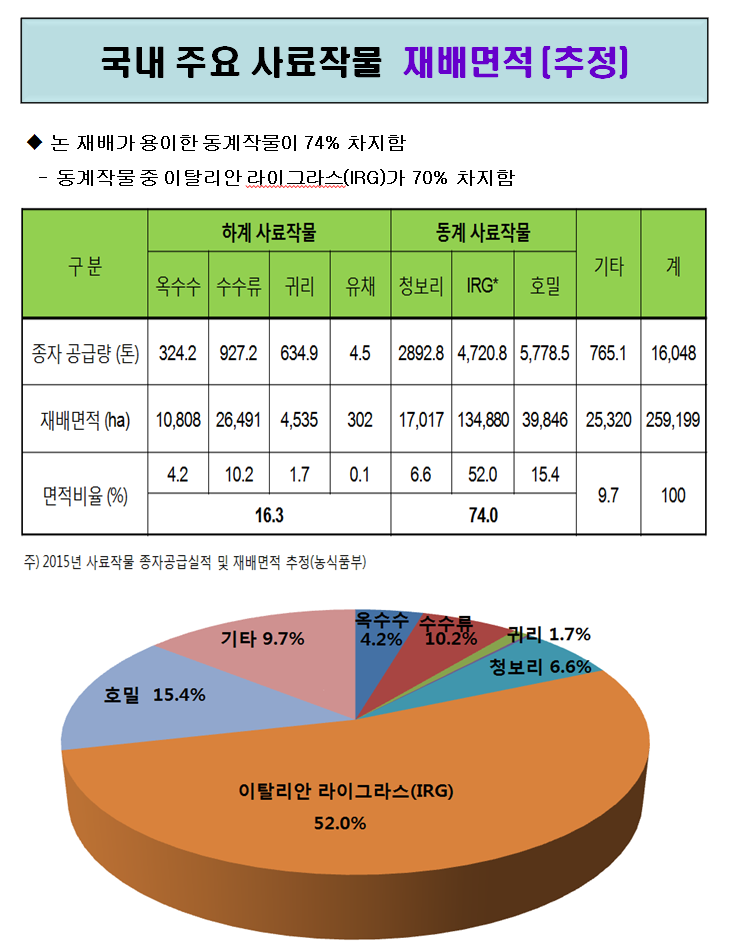 국내 주요 사료작물 재배면적(추정)
◆ 논 재배가 용이한 동계작물이 74% 차지함
- 동계작물 중 이탈리안 라이그라스(IRG)가 70% 차지함
구 분 하계 사료작물 동계 사료작물 기타 계
옥수수 수수류 귀리 유채 청보리 IRG* 호밀
종자 공급량 (톤) 324.2 927.2 634.9 4.5 2892.8 4,720.8 5,778.5 765.1 16,048
재배면적 (ha) 10,808 26,491 4,535 302 17,017 134,880 39,846 25,320 259,199
면적비율 (%) 4.2 10.2 1.7 0.1 6.6 52.0 15.4 9.7 100
16.3 74.0
주) 2015년 사료작물 종자공급실적 및 재배면적 추정(농식품부)
옥수수
4.2%
수수류
10.2%
귀리 1.7%
청보리 6.6%
기타 9.7%
호밀 15.4%
이탈리안 라이그라스(IRG)
52.0%